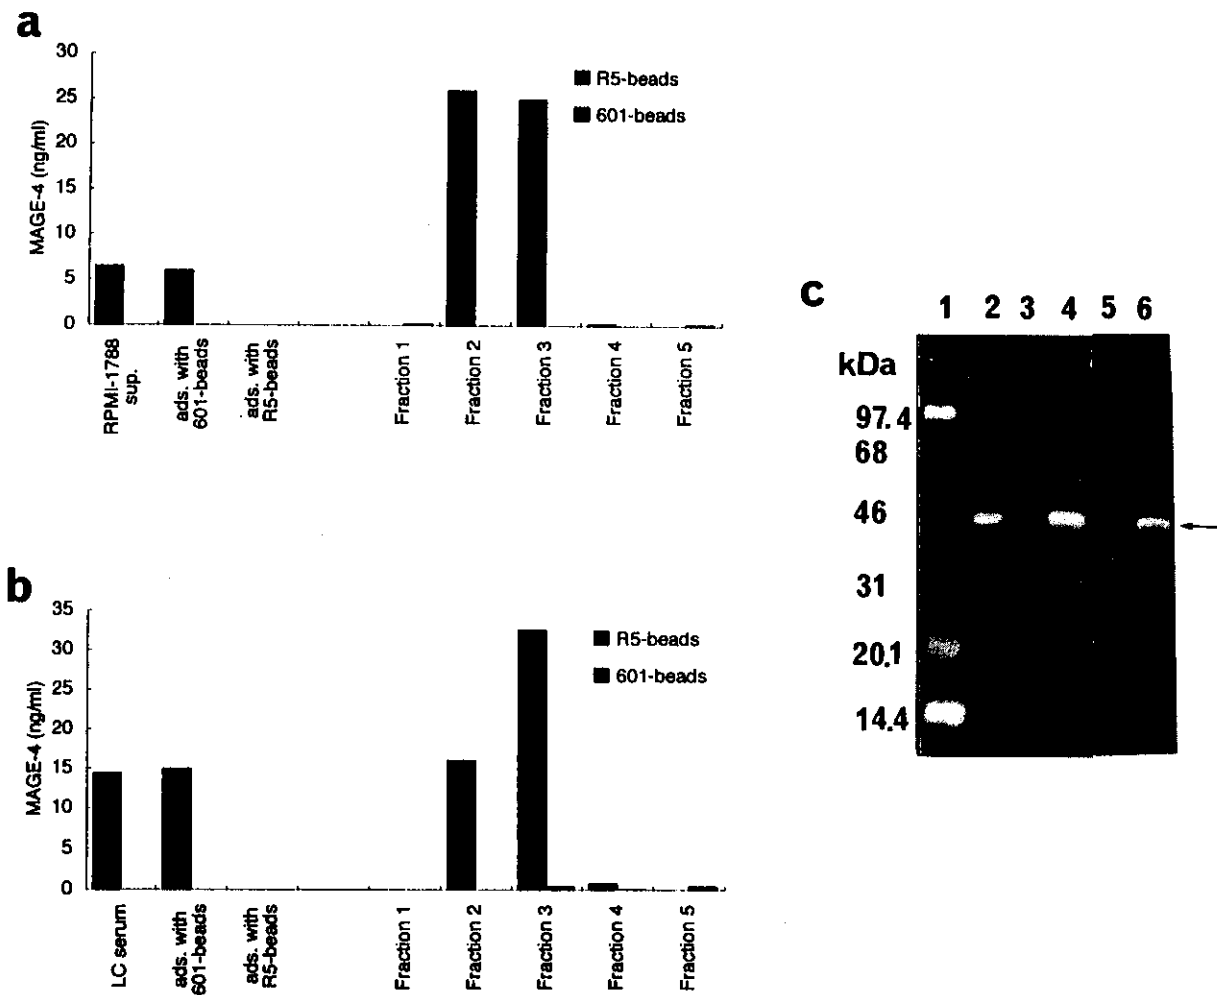 a
30
25
20
15
10
5
0
MAGE-4 (ng/ml)
R5-beads
601-beads
RPMI-1788
sup.
ads. with
601-beads
ads. with
R5-beads
Fraction 1
Fraction 2
Fraction 3
Fraction 4
Fraction 5
b
35
30
25
20
15
10
5
0
MAGE-4 (ng/ml)
R5-beads
601-beads
LC serum
ads. with
601-beads
ads. with
R5-beads
Fraction 1
Fraction 2
Fraction 3
Fraction 4
Fraction 5
c
1 2 3 4 5 6
kDa
97.4
68
46
31
20.1
14.4